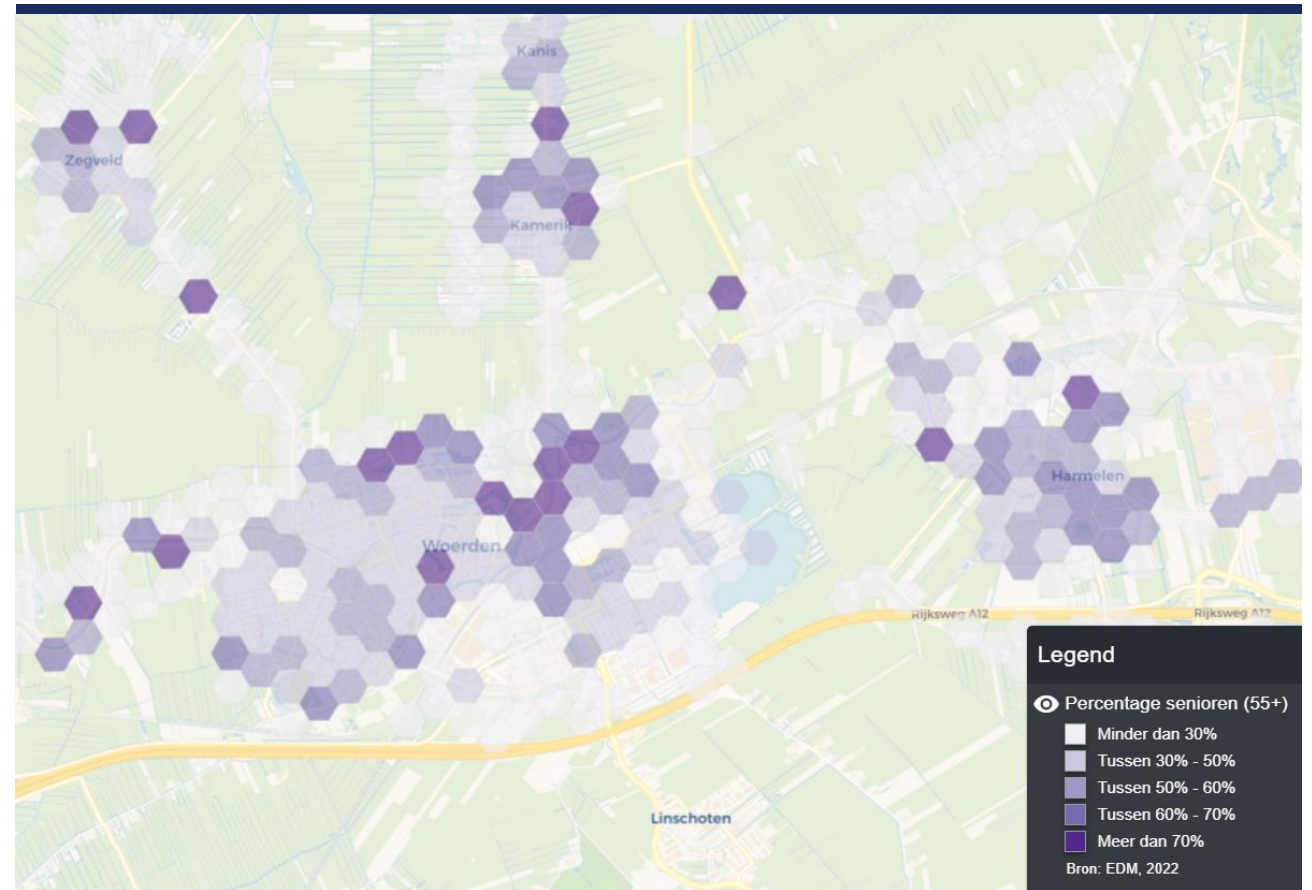 Kanis
Zegveld
Kamerik
Harmelen
Woerden
Rijksweg A12
Rijksweg A12
Linschoten
Legend
Percentage senioren (55+)
Minder dan 30%
Tussen 30% - 50%
Tussen 50% - 60%
Tussen 60% - 70%
Meer dan 70%
Bron: EDM, 2022